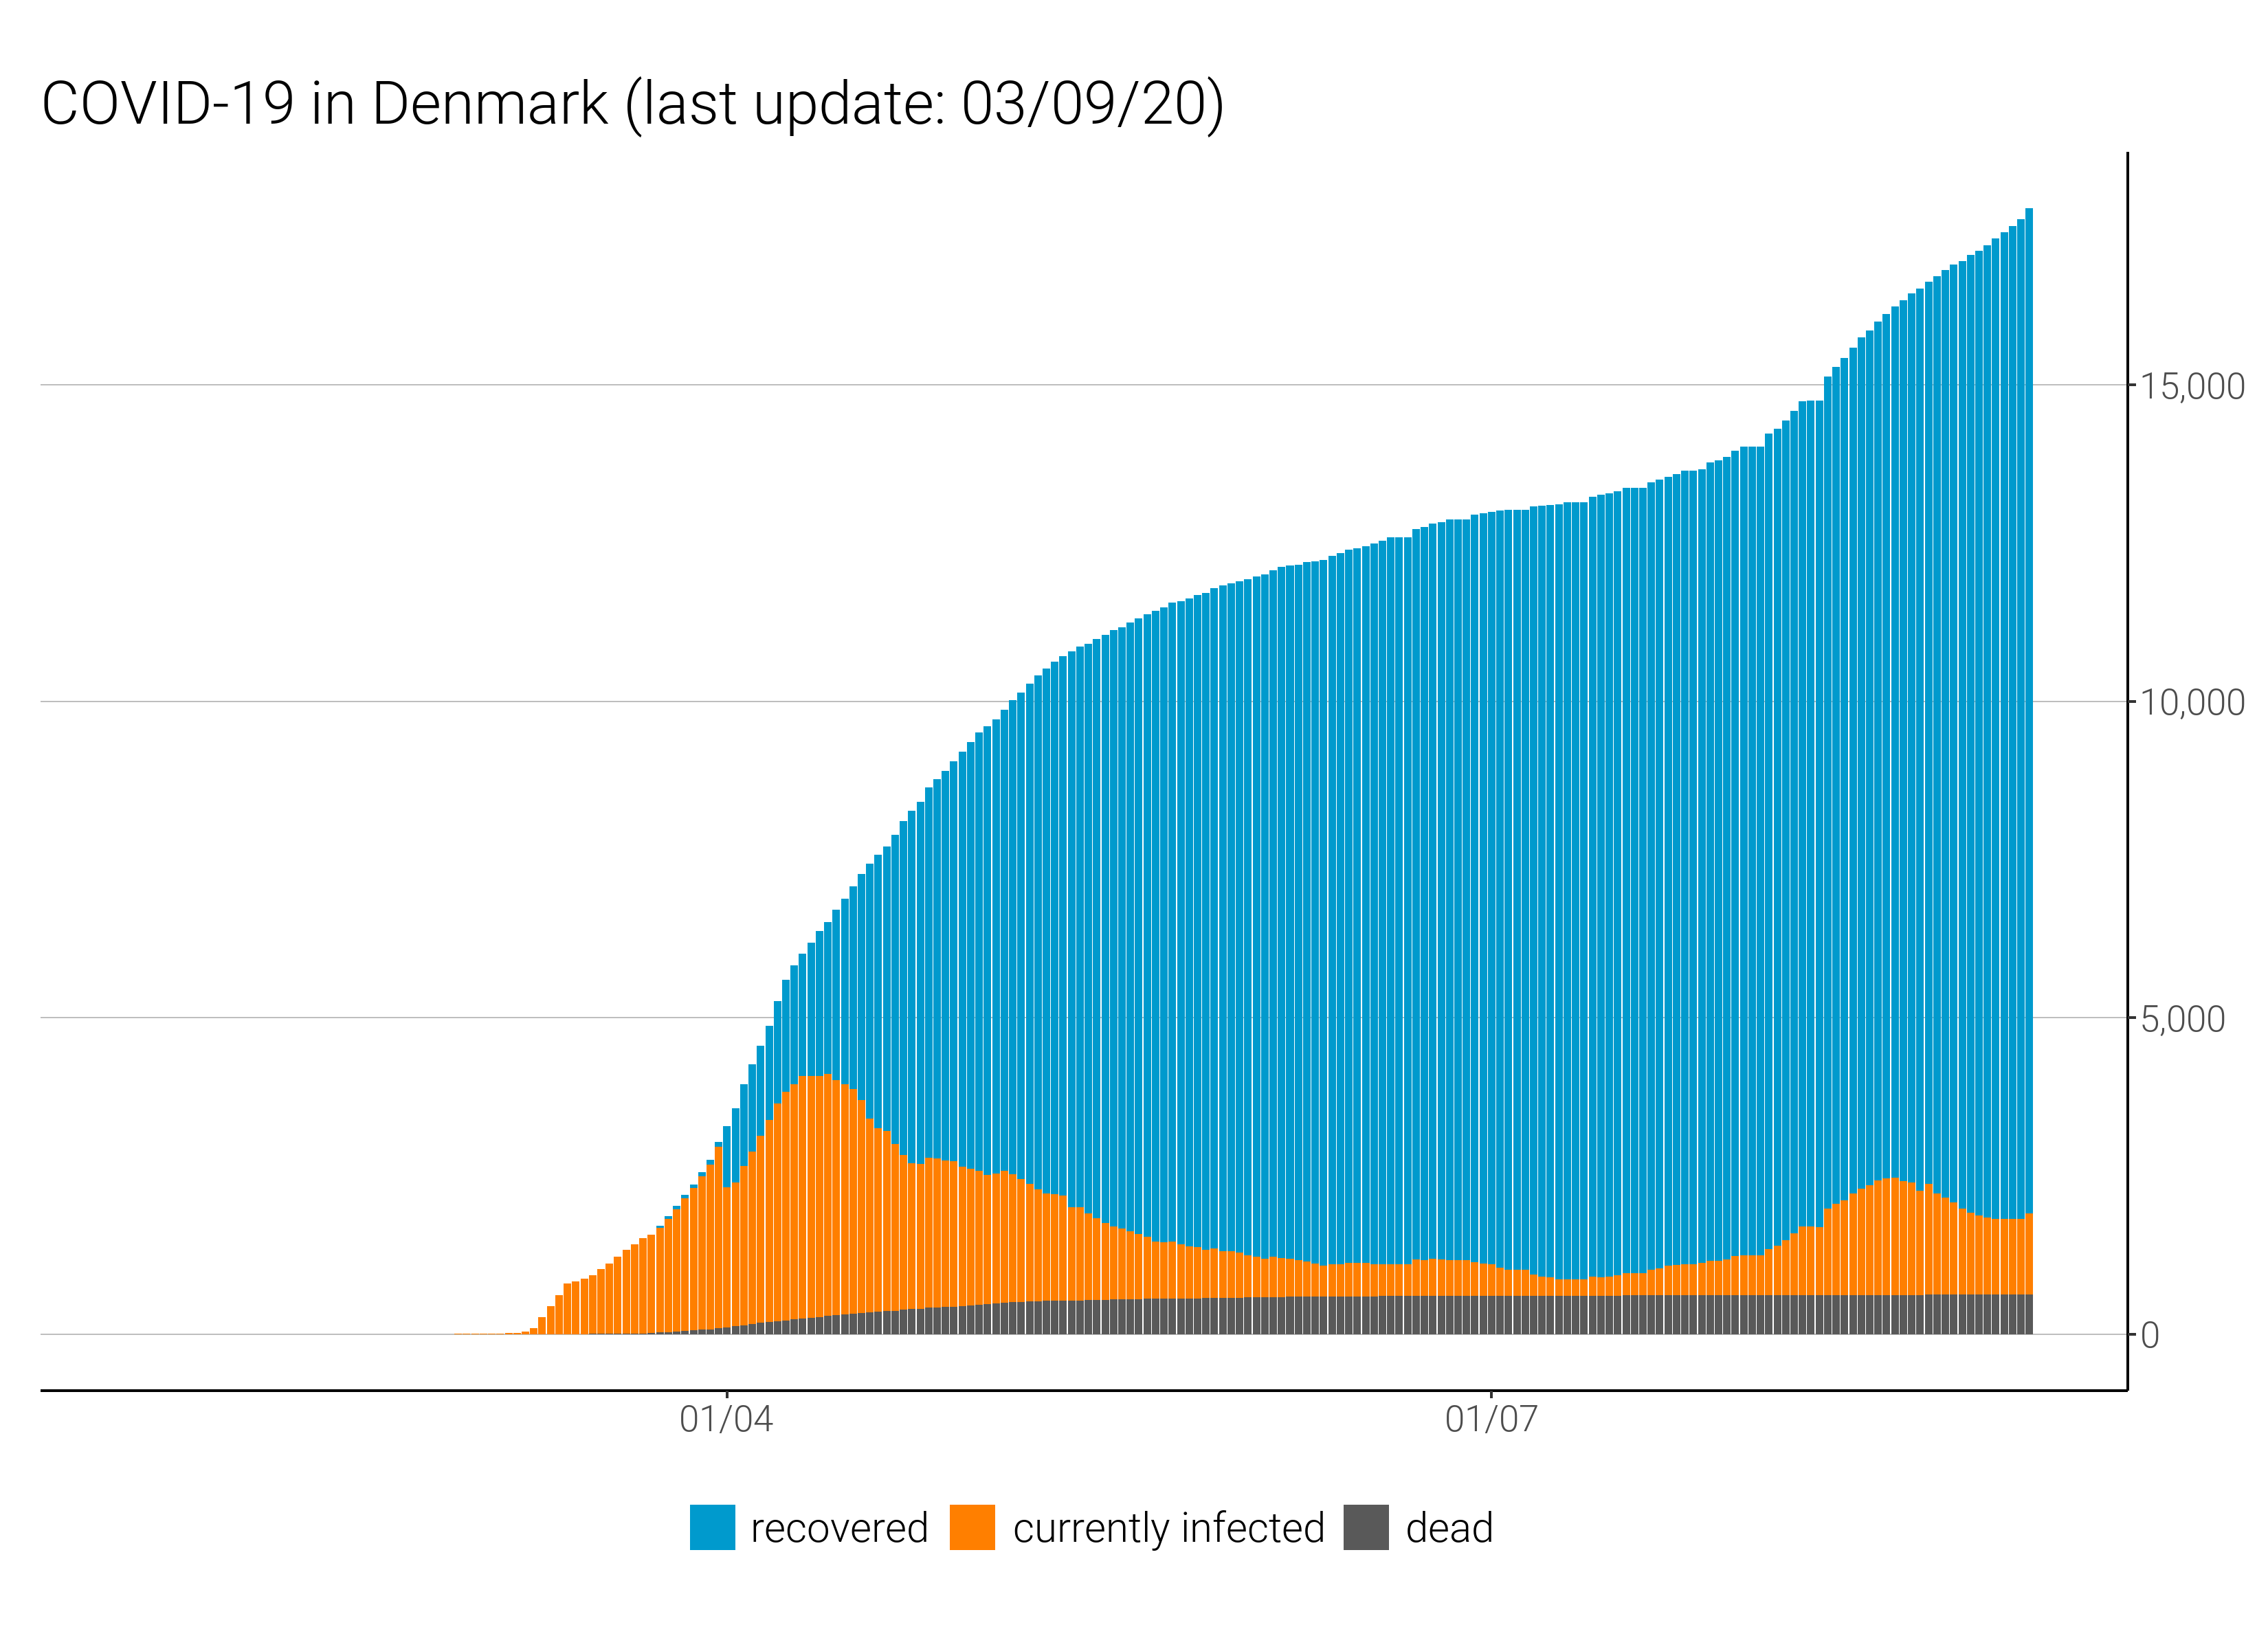 COVID-19 in Denmark (last update: 03/09/20)
15,000
10,000
5,000
0
01/04 01/07
recovered currently infected dead